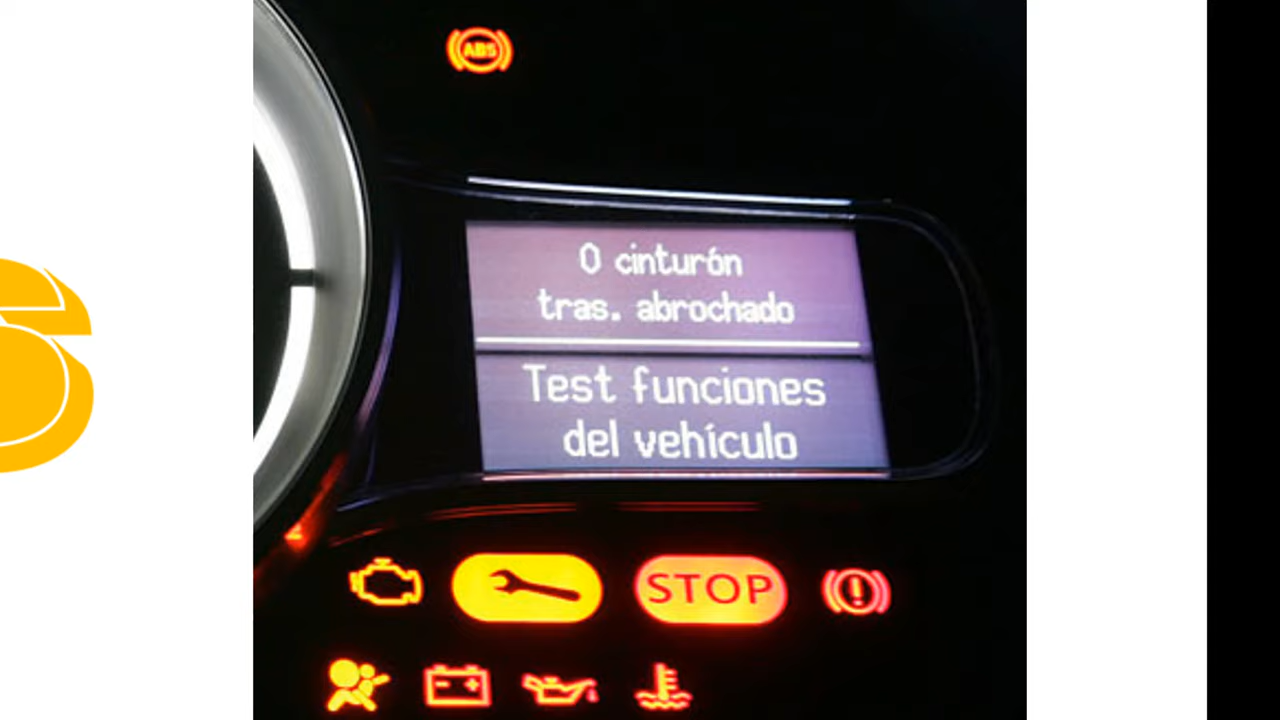 ABS
0 cinturón
tras. abrochado
Test funciones
del vehículo
STOP